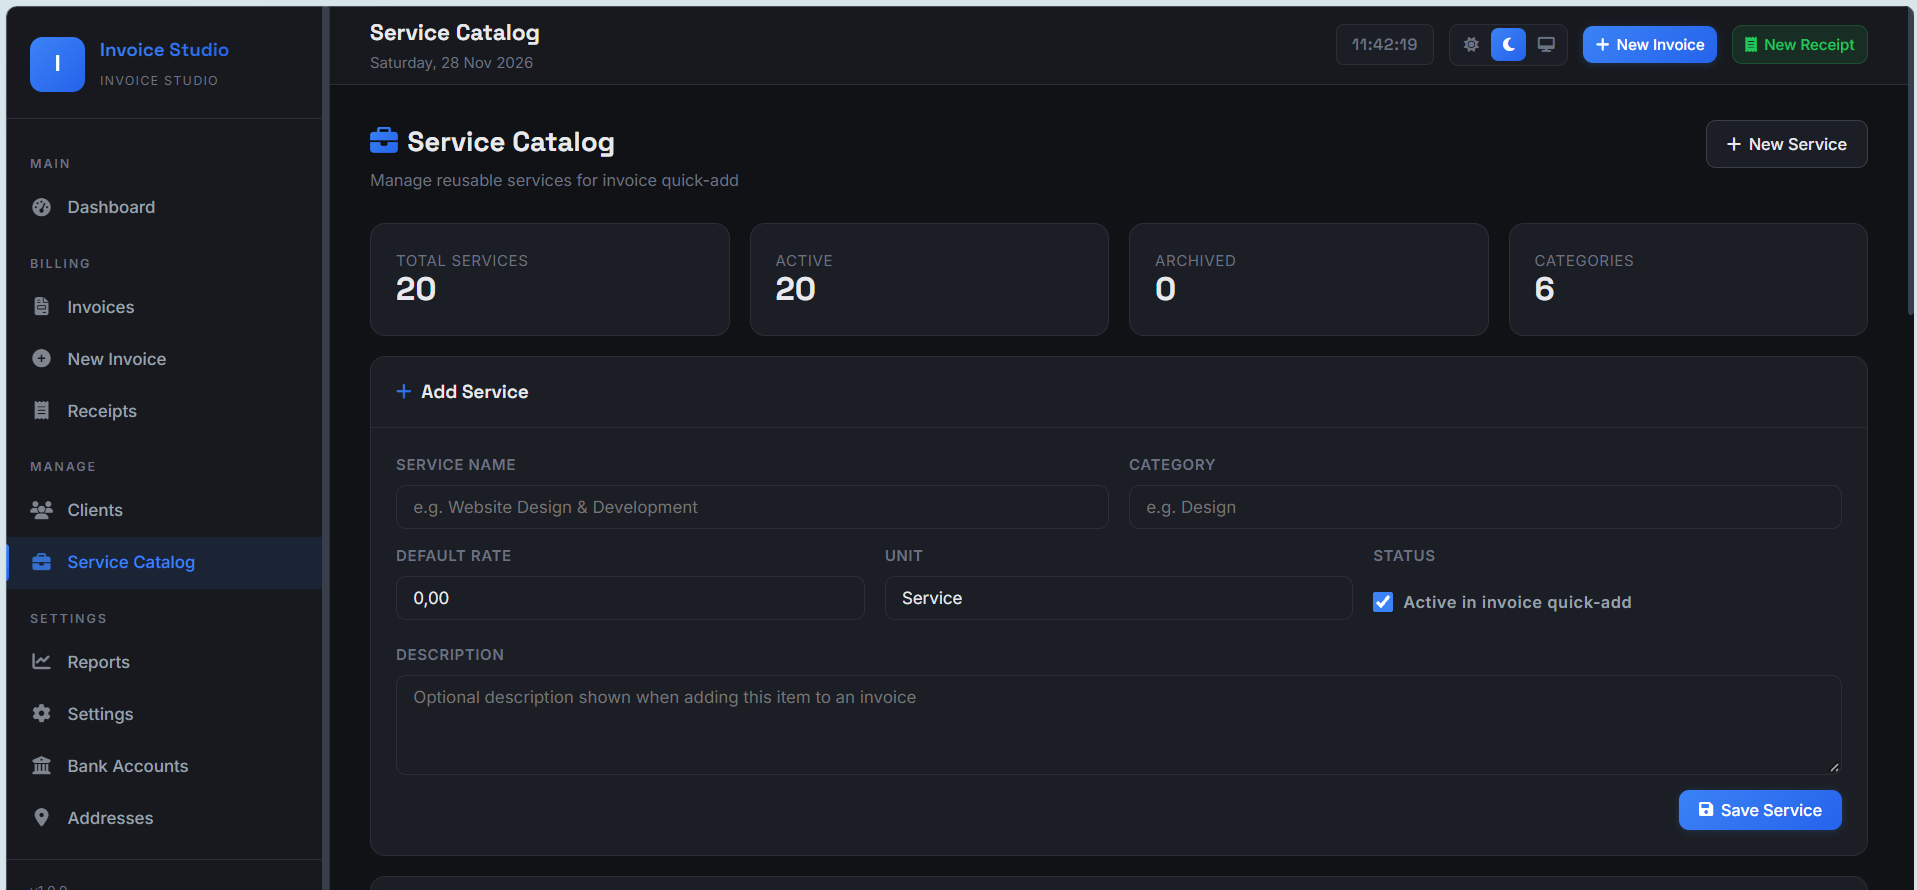 I
Invoice Studio
INVOICE STUDIO
MAIN
Dashboard
BILLING
Invoices
New Invoice
Receipts
MANAGE
Clients
Service Catalog
SETTINGS
Reports
Settings
Bank Accounts
Addresses
Service Catalog
Saturday, 28 Nov 2026
11:42:19
New Invoice
New Receipt
Service Catalog
Manage reusable services for invoice quick-add
New Service
TOTAL SERVICES
20
ACTIVE
20
ARCHIVED
0
CATEGORIES
6
Add Service
SERVICE NAME
e.g. Website Design & Development
CATEGORY
e.g. Design
DEFAULT RATE
0,00
UNIT
Service
STATUS
Active in invoice quick-add
DESCRIPTION
Optional description shown when adding this item to an invoice
Save Service